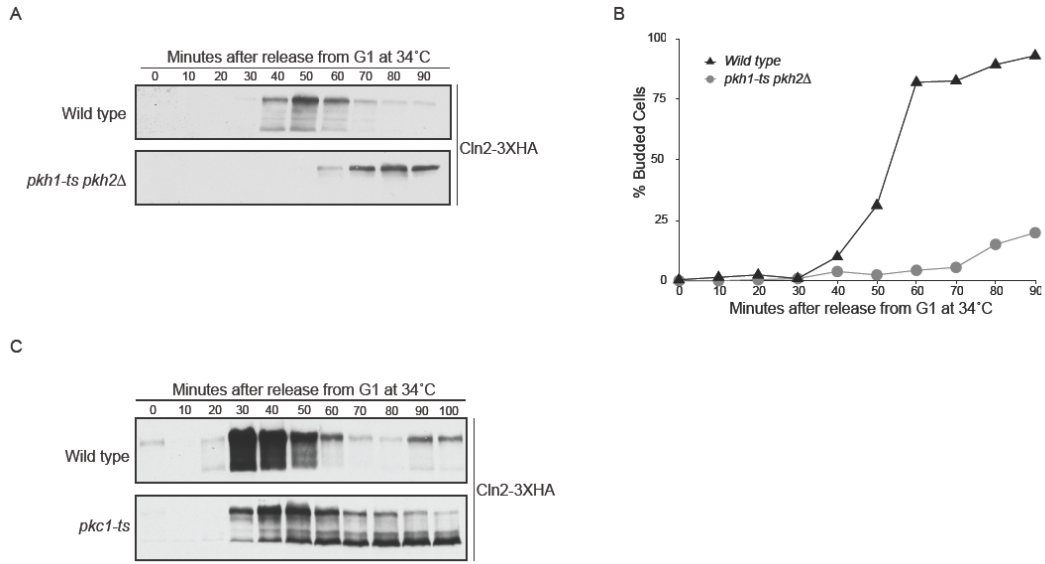 A
Minutes after release from G1 at 34˚C
0 10 20 30 40 50 60 70 80 90
Wild type
pkh1-ts pkh2Δ
Cln2-3XHA
B
100
75
50
25
0
% Budded Cells
Wild type
pkh-ts pkh2Δ
0 10 20 30 40 50 60 70 80 90
Minutes after release from G1 at 34˚C
C
Minutes after release from G1 at 34˚C
0 10 20 30 40 50 60 70 80 90 100
Wild type
pkc1-ts
Cln2-3XHA